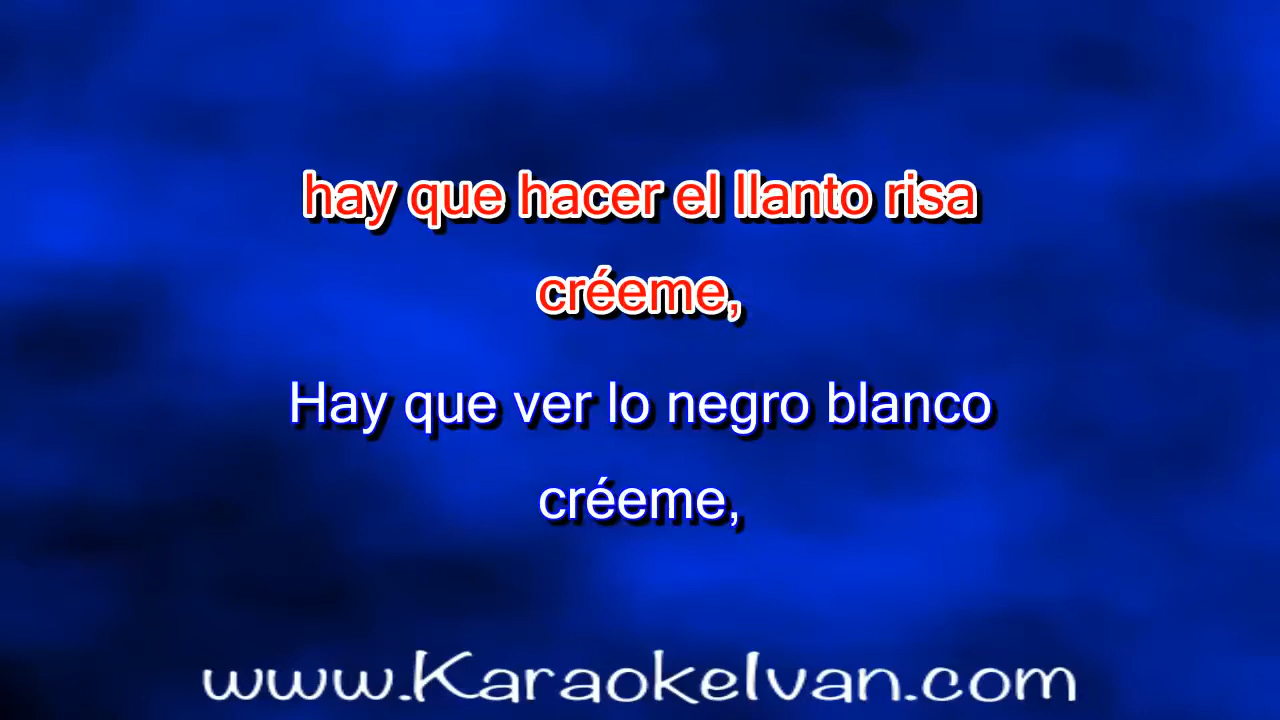 hay que hacer el llanto risa
créeme,
Hay que ver lo negro blanco
créeme,
www.KaraokeIvan.com